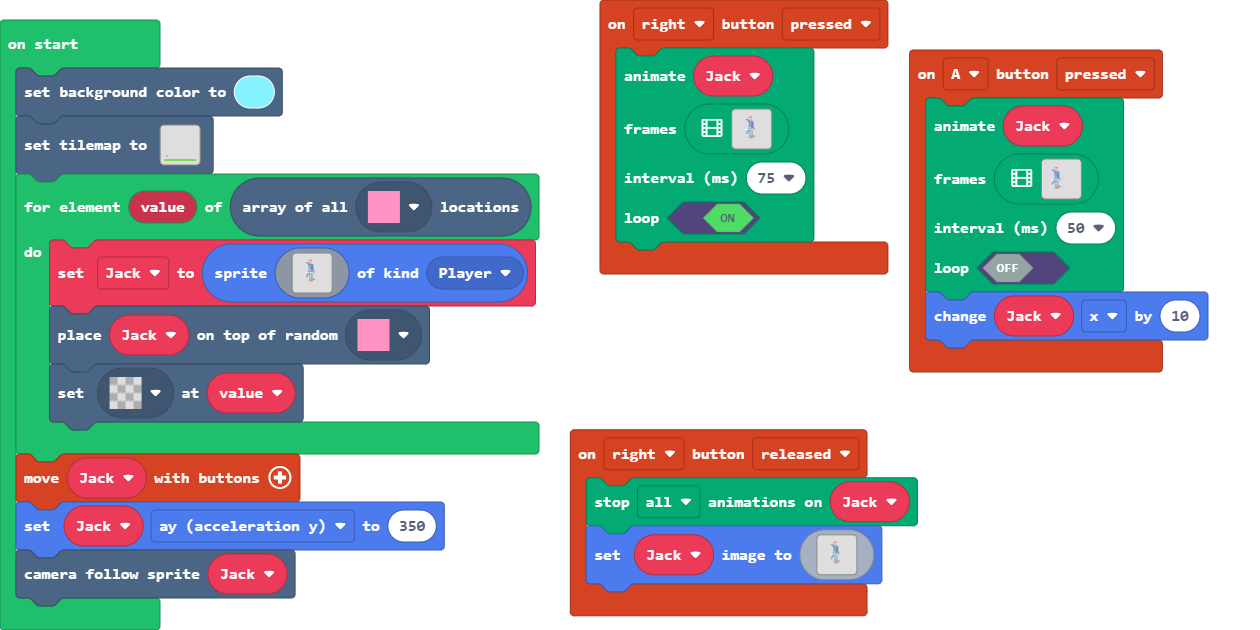 on start
set background color to
set tilemap to
for element value of array of all locations
do
set Jack to sprite of kind Player
place Jack on top of random
set at value
move Jack with buttons
set Jack ay (acceleration y) to 350
camera follow sprite Jack
on right button pressed
animate Jack
frames
interval (ms) 75
loop ON
on A button pressed
animate Jack
frames
interval (ms) 50
loop OFF
change Jack x by 10
on right button released
stop all animations on Jack
set Jack image to